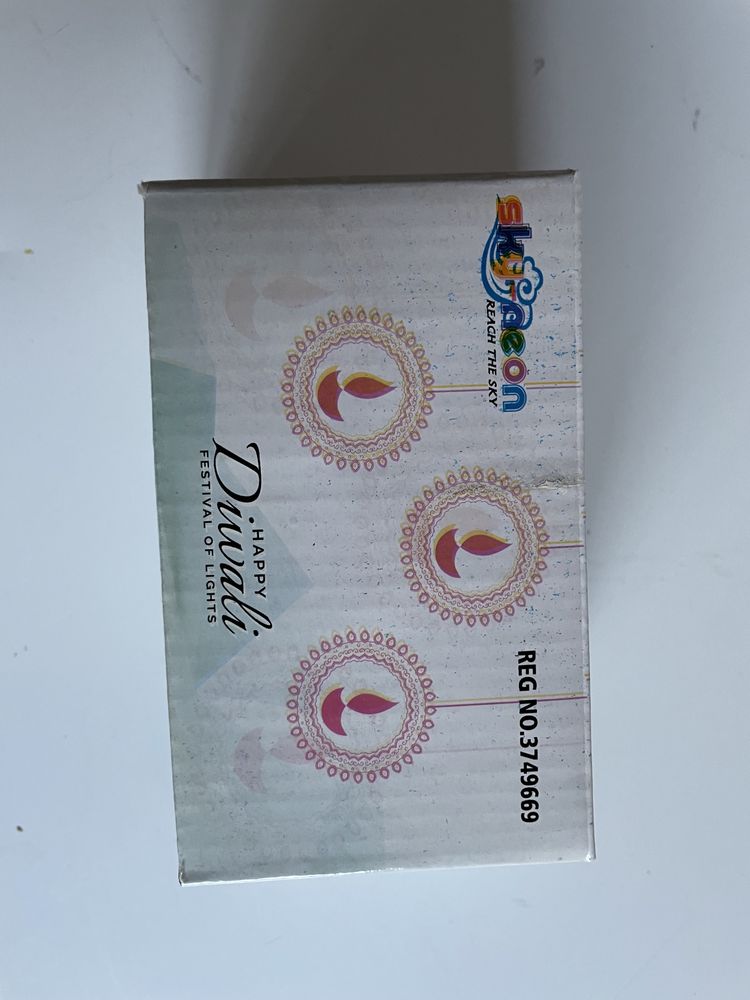 skyaeon
REACH THE SKY
REG NO.3749669
HAPPY
Diwali
FESTIVAL OF LIGHTS